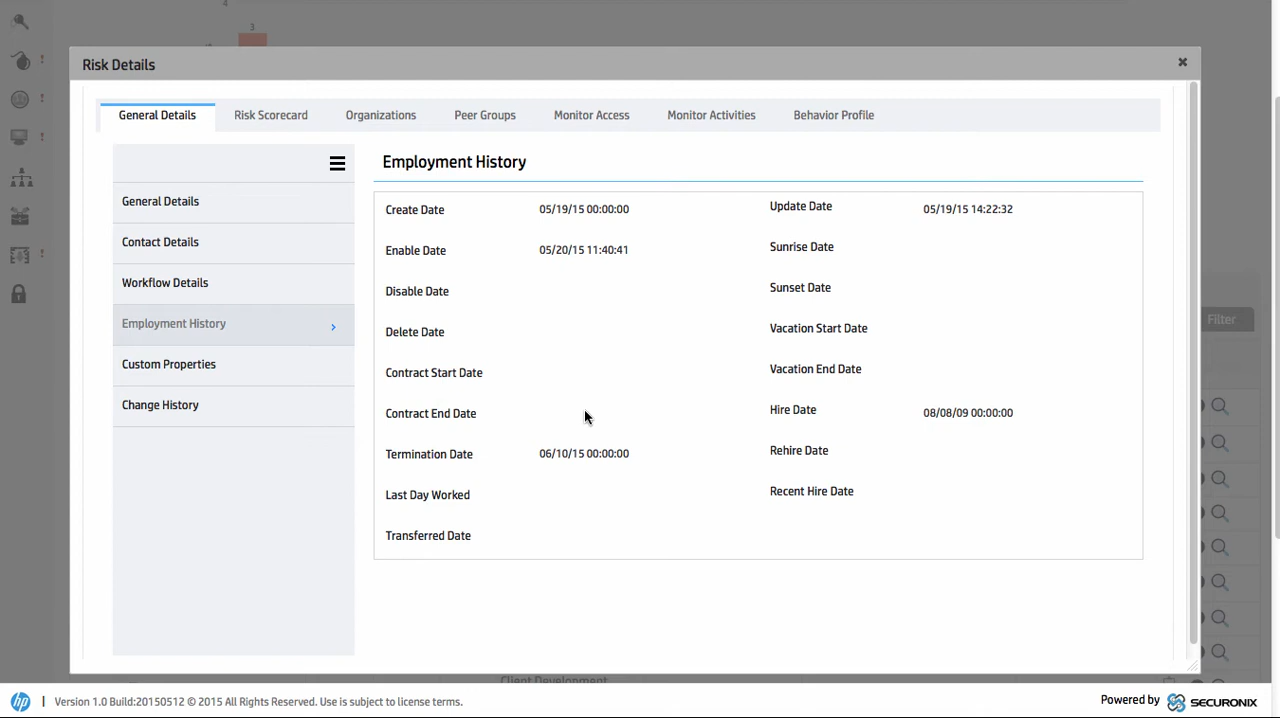 4
3
Risk Details
General Details Risk Scorecard Organizations Peer Groups Monitor Access Monitor Activities Behavior Profile
General Details
Contact Details
Workflow Details
Employment History
Custom Properties
Change History
Employment History
Create Date 05/19/15 00:00:00 Update Date 05/19/15 14:22:32
Enable Date 05/20/15 11:40:41 Sunrise Date
Disable Date Sunset Date
Delete Date Vacation Start Date
Contract Start Date Vacation End Date
Contract End Date Hire Date 08/08/09 00:00:00
Termination Date 06/10/15 00:00:00 Rehire Date
Last Day Worked Recent Hire Date
Transferred Date
Filter
Client Development
hp | Version 1.0 Build:20150512 © 2015 All Rights Reserved. Use is subject to license terms. Powered by SECURONIX